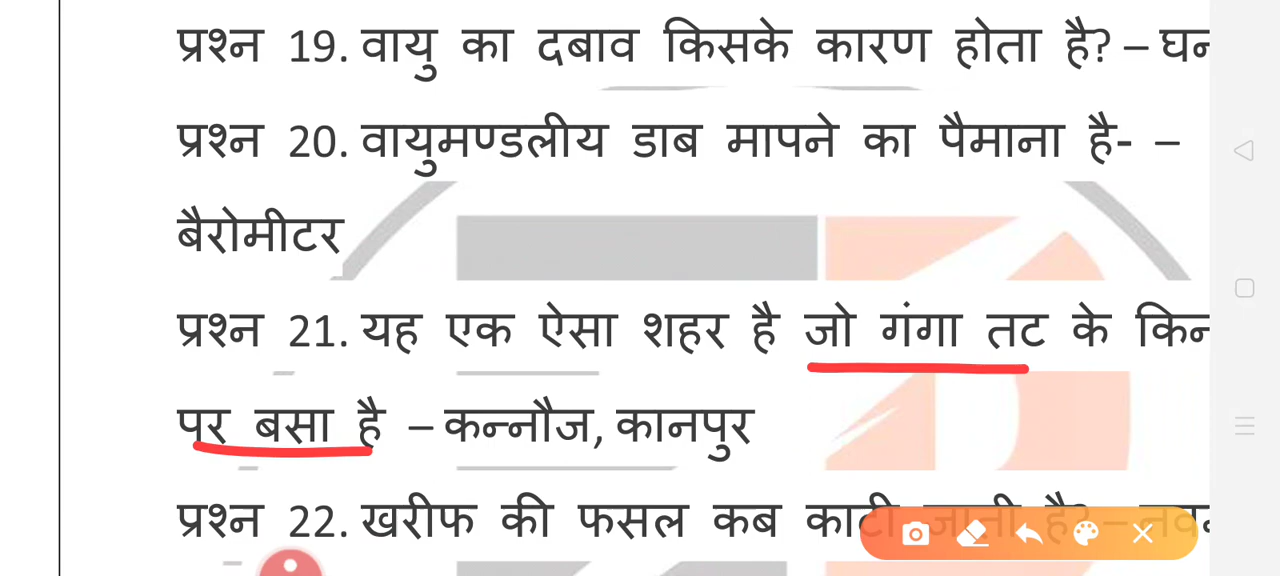 प्रश्न 19. वायु का दबाव किसके कारण होता है? –
प्रश्न 20. वायुमण्डलीय डाब मापने का पैमाना है- –
बैरोमीटर
प्रश्न 21. यह एक ऐसा शहर है जो गंगा तट के
पर बसा है – कन्नौज, कानपुर
प्रश्न 22. खरीफ की फसल कब काटी जाती है? –